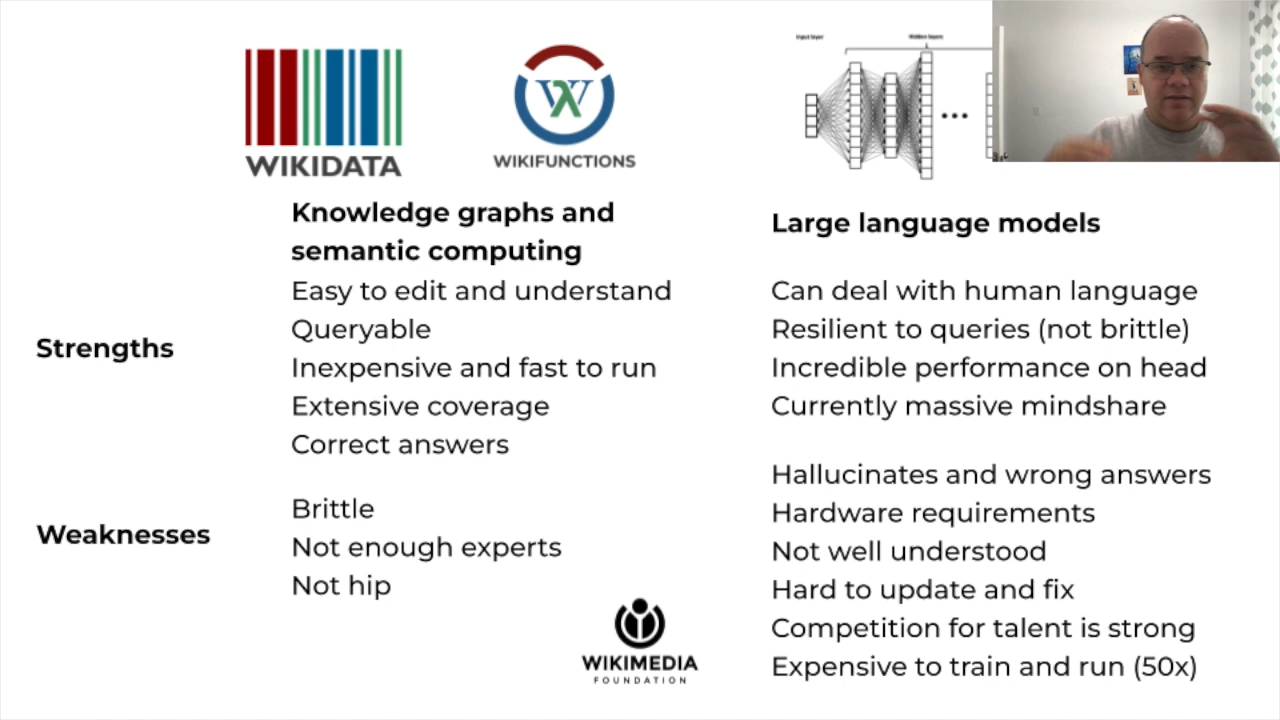 Input layer
Hidden layers
WIKIDATA
WIKIFUNCTIONS
Knowledge graphs and
semantic computing
Large language models
Strengths
Easy to edit and understand
Queryable
Inexpensive and fast to run
Extensive coverage
Correct answers
Can deal with human language
Resilient to queries (not brittle)
Incredible performance on head
Currently massive mindshare
Weaknesses
Brittle
Not enough experts
Not hip
Hallucinates and wrong answers
Hardware requirements
Not well understood
Hard to update and fix
Competition for talent is strong
Expensive to train and run (50x)
WIKIMEDIA
FOUNDATION